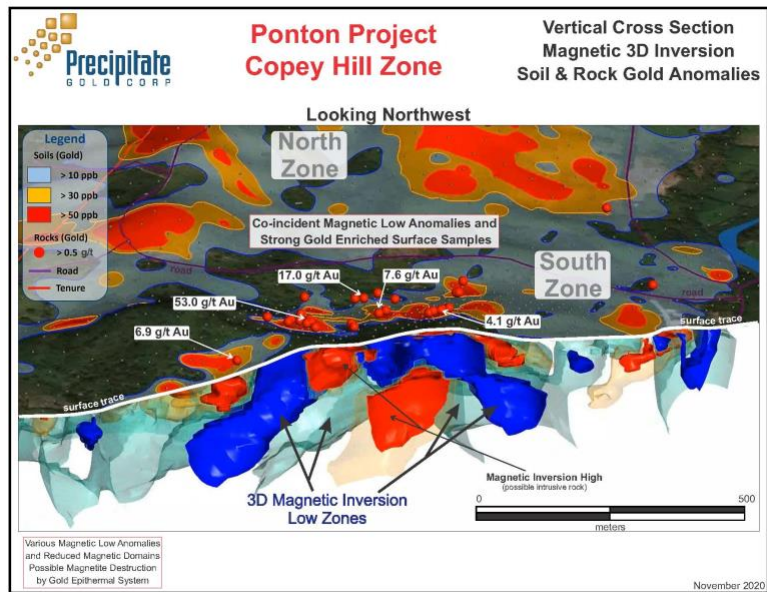 Precipitate
GOLD CORP
Ponton Project
Copey Hill Zone
Vertical Cross Section
Magnetic 3D Inversion
Soil & Rock Gold Anomalies
Looking Northwest
Legend
Soils (Gold)
> 10 ppb
> 30 ppb
> 50 ppb
Rocks (Gold)
> 0.5 g/t
Road
Tenure
North
Zone
Co-incident Magnetic Low Anomalies and
Strong Gold Enriched Surface Samples
road
South
Zone
road
17.0 g/t Au
7.6 g/t Au
53.0 g/t Au
6.9 g/t Au
4.1 g/t Au
surface trace
surface trace
Magnetic Inversion High
(possible intrusive rock)
3D Magnetic Inversion
Low Zones
0 500
meters
Various Magnetic Low Anomalies
and Reduced Magnetic Domains
Possible Magnetite Destruction
by Gold Epithermal System
November 2020